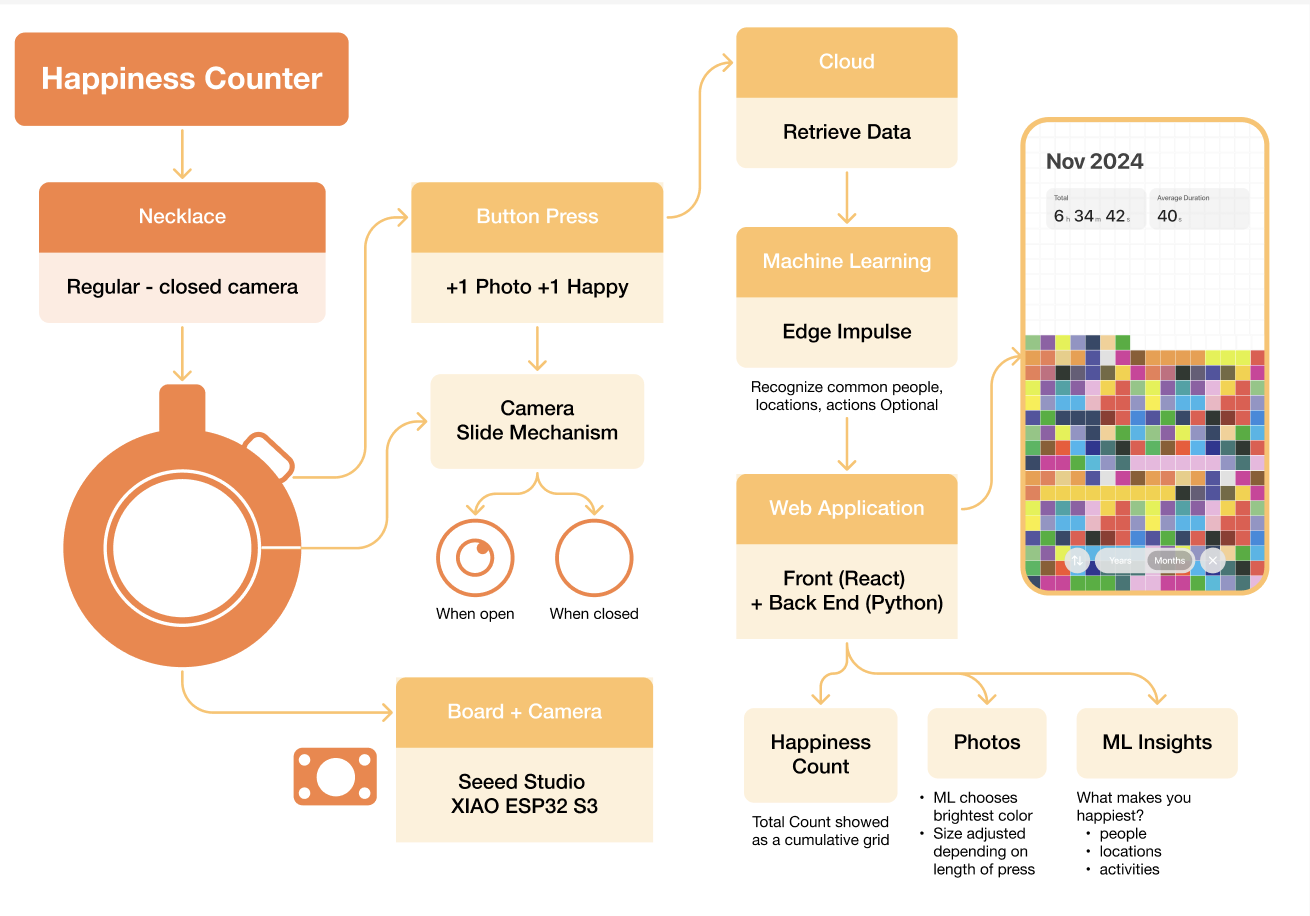 Happiness Counter
Necklace
Regular - closed camera
Button Press
+1 Photo +1 Happy
Camera
Slide Mechanism
When open
When closed
Board + Camera
Seeed Studio
XIAO ESP32 S3
Cloud
Retrieve Data
Machine Learning
Edge Impulse
Recognize common people,
locations, actions Optional
Web Application
Front (React)
+ Back End (Python)
Happiness
Count
Total Count showed
as a cumulative grid
Photos
• ML chooses
brightest color
• Size adjusted
depending on
length of press
ML Insights
What makes you
happiest?
• people
• locations
• activities
Nov 2024
Total
6 h 34 m 42 s
Average Duration
40 s
Years
Months